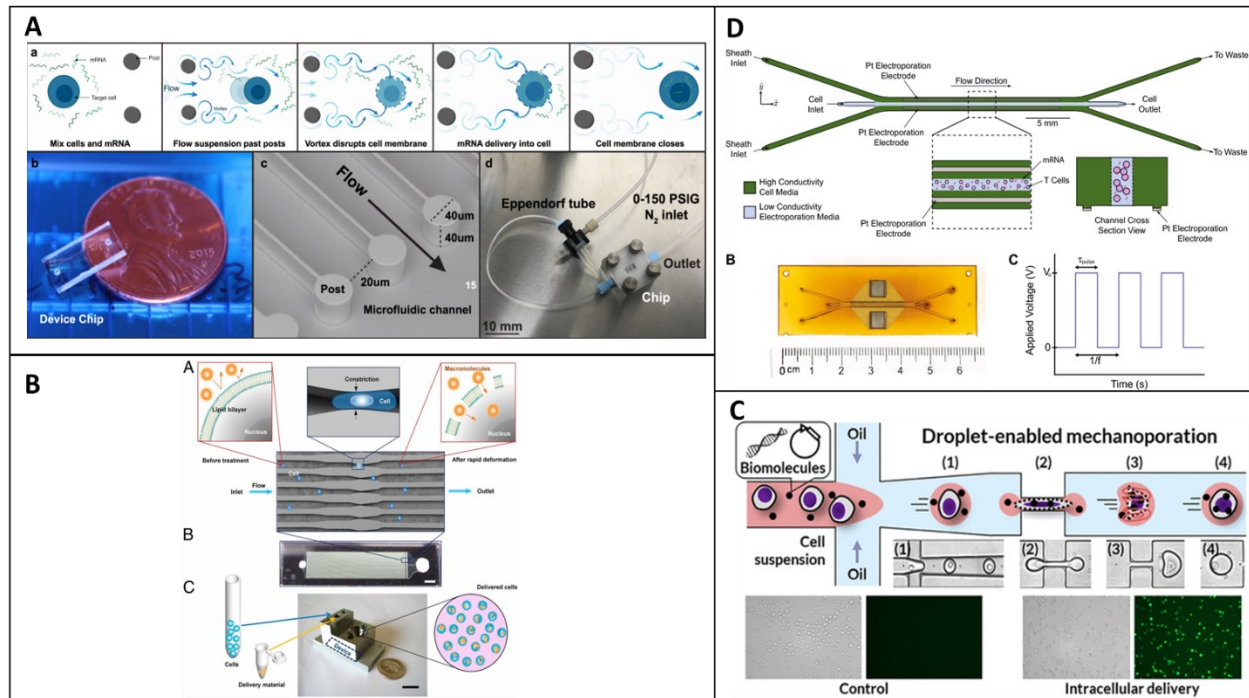 A
a
mRNA
Post
Target cell
Flow
Vortex
Mix cells and mRNA
Flow suspension past posts
Vortex disrupts cell membrane
mRNA delivery into cell
Cell membrane closes
b
2015
Device Chip
c
Flow
40um
40um
20um
Post
15
Microfluidic channel
d
Eppendorf tube
0-150 PSIG
N2 inlet
Outlet
Chip
10 mm
B
A
Lipid bilayer
Nucleus
Constriction
Cell
Macromolecules
Nucleus
Before treatment
After rapid deformation
Cell
Inlet
Flow
Outlet
B
C
Cells
Delivery material
Device
Delivered cells
D
Sheath
Inlet
Pt Electroporation
Electrode
Flow Direction
To Waste
ŷ
x̂
Cell
Inlet
Cell
Outlet
5 mm
Pt Electroporation
Electrode
Sheath
Inlet
To Waste
mRNA
T Cells
High Conductivity
Cell Media
Low Conductivity
Electroporation Media
Pt Electroporation
Electrode
Channel Cross
Section View
Pt Electroporation
Electrode
B
0 cm 1 2 3 4 5 6
C
Applied Voltage (V)
0
τpulse
1/f
Time (s)
C
Biomolecules
Oil
Droplet-enabled mechanoporation
(1) (2) (3) (4)
Cell
suspension
Oil
(1) (2) (3) (4)
Control
Intracellular delivery